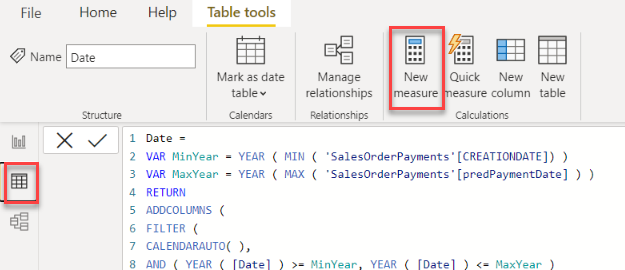 File Home Help Table tools
Name Date
Mark as date
table
Manage
relationships
New
measure
Quick
measure
New
column
New
table
Structure Calendars Relationships Calculations
1 Date =
2 VAR MinYear = YEAR ( MIN ( 'SalesOrderPayments'[CREATIONDATE]) )
3 VAR MaxYear = YEAR ( MAX ( 'SalesOrderPayments'[predPaymentDate] ) )
4 RETURN
5 ADDCOLUMNS (
6 FILTER (
7 CALENDARAUTO( ),
8 AND ( YEAR ( [Date] ) >= MinYear, YEAR ( [Date] ) <= MaxYear )